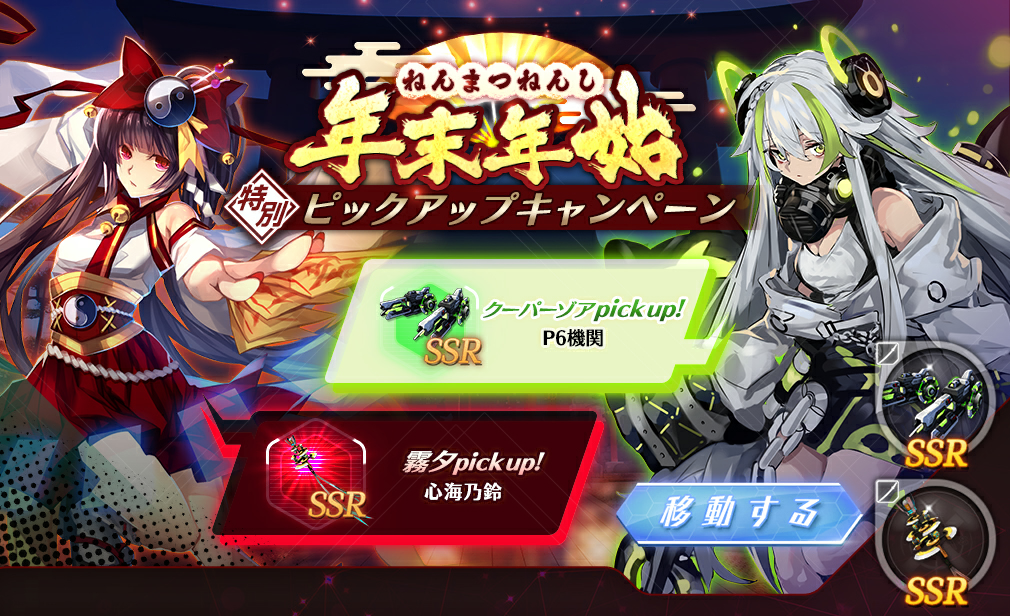 ねんまつねんし
年末年始
特別
ピックアップキャンペーン
クーパーゾアpick up!
P6機関
SSR
霧夕pick up!
心海乃鈴
SSR
移動する
SSR
SSR